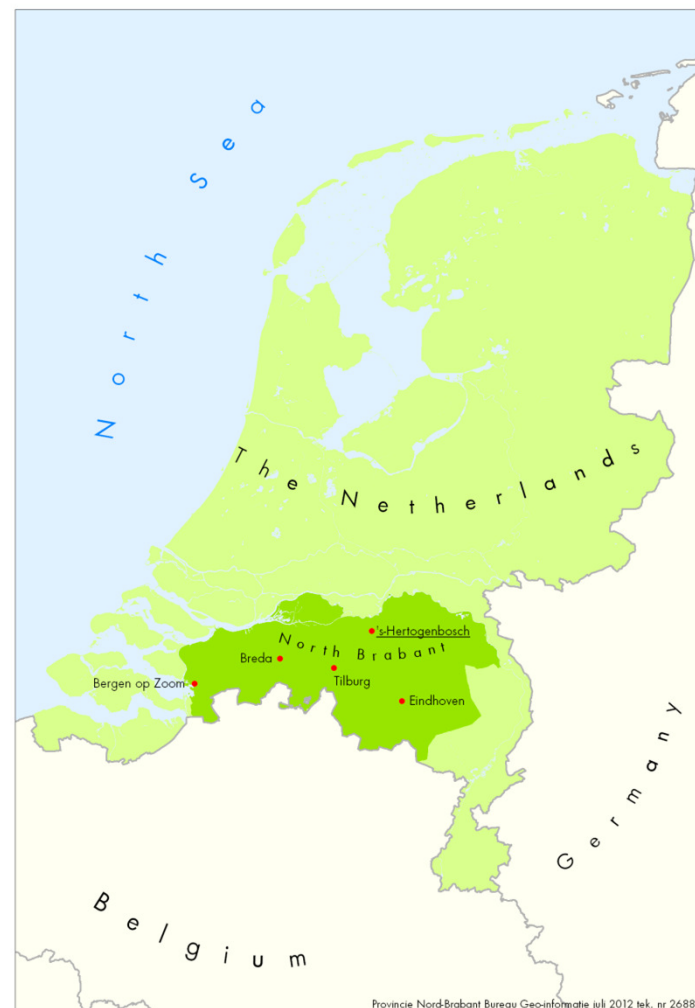 North Sea
The Netherlands
's-Hertogenbosch
North Brabant
Breda
Tilburg
Bergen op Zoom
Eindhoven
Germany
Belgium
Provincie Nord-Brabant Bureau Geo-informatie juli 2012 tek. nr 2688